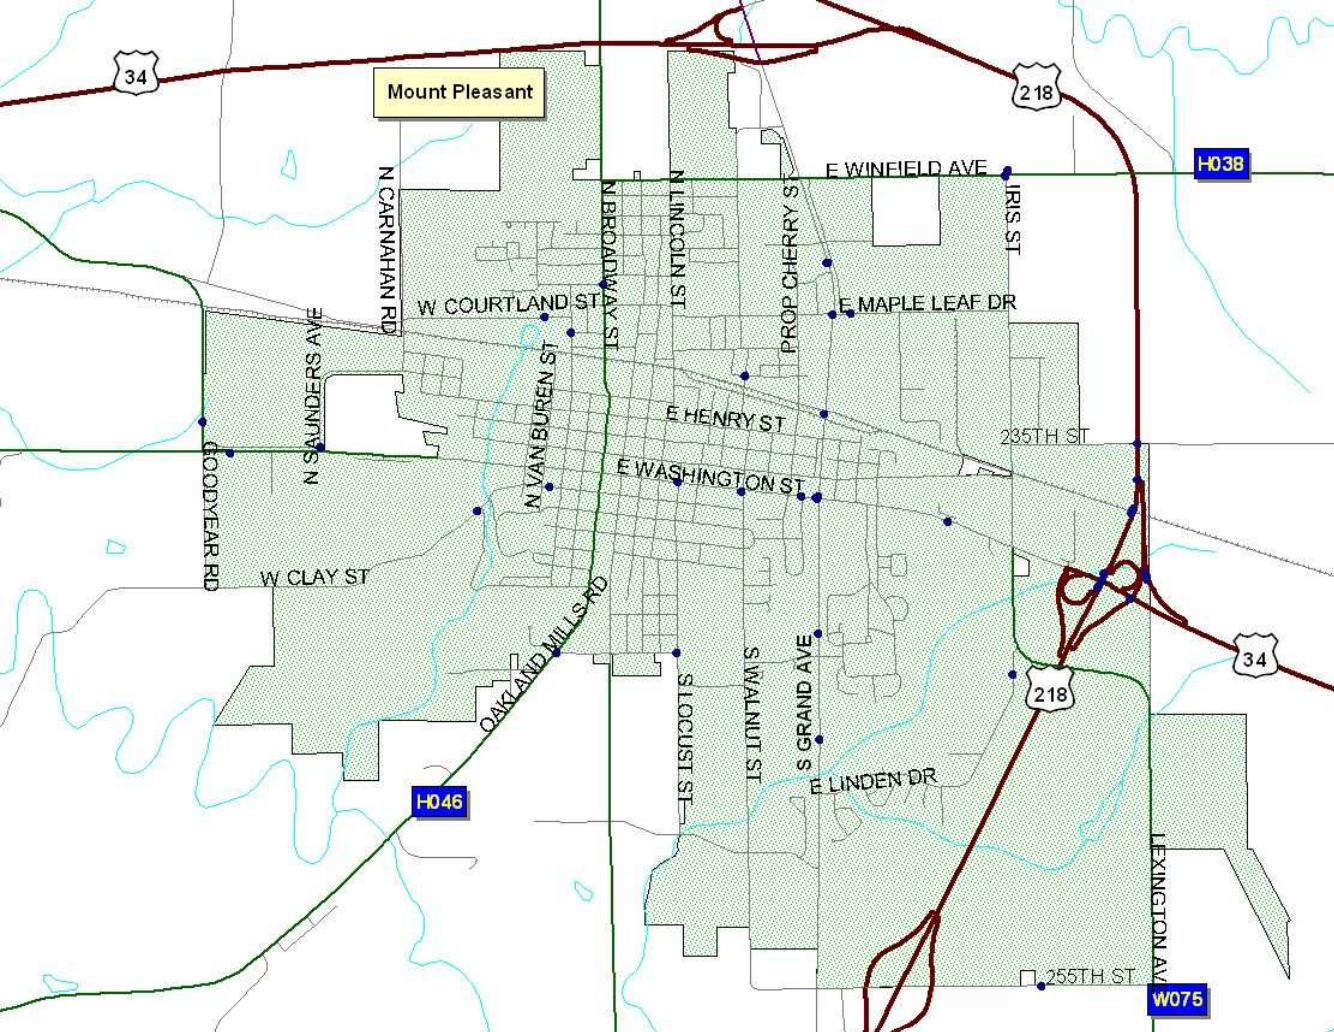 34
Mount Pleasant
218
H038
E WINFIELD AVE
N CARNAHAN RD
N BROADWAY ST
N LINCOLN ST
PROP CHERRY ST
IRIS ST
W COURTLAND ST
E MAPLE LEAF DR
N SAUNDERS AVE
N VAN BUREN ST
E HENRY ST
235TH ST
GOODYEAR RD
E WASHINGTON ST
W CLAY ST
OAKLAND MILLS RD
S LOCUST ST
S WALNUT ST
S GRAND AVE
34
218
E LINDEN DR
H046
LEXINGTON AVE
255TH ST
W075